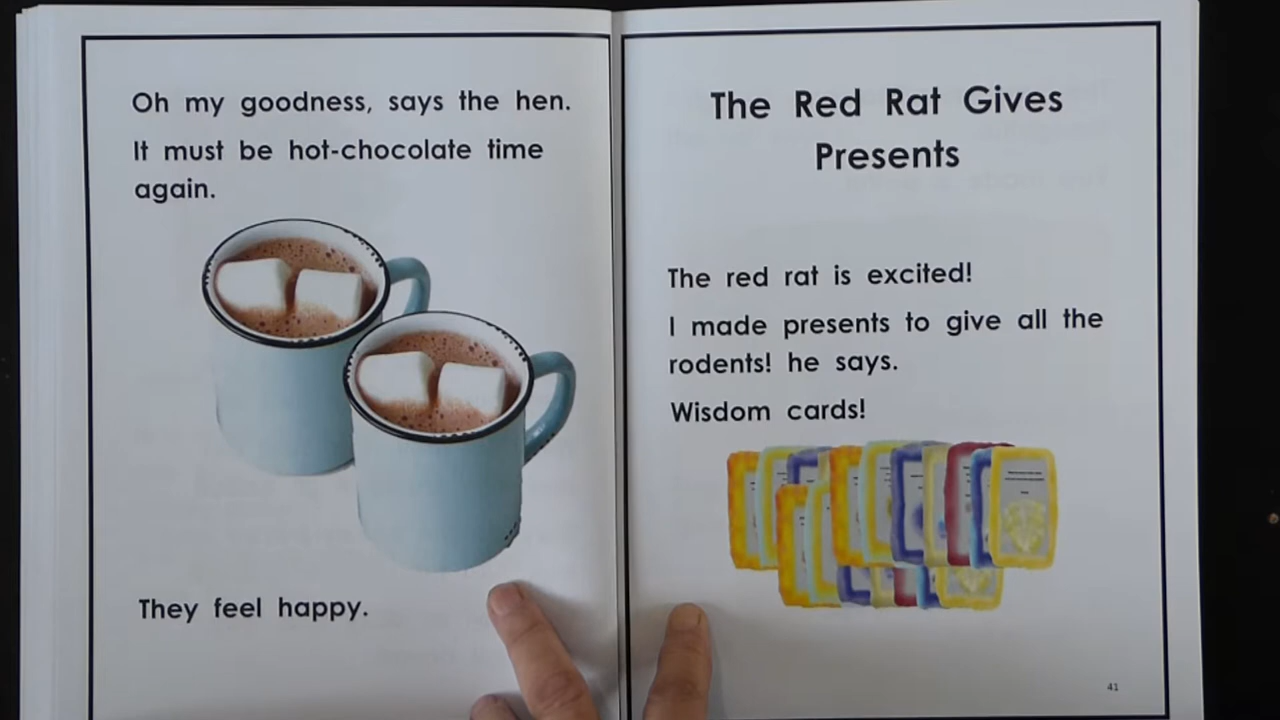 Oh my goodness, says the hen.
It must be hot-chocolate time
again.
They feel happy.
The Red Rat Gives
Presents
The red rat is excited!
I made presents to give all the
rodents! he says.
Wisdom cards!
41